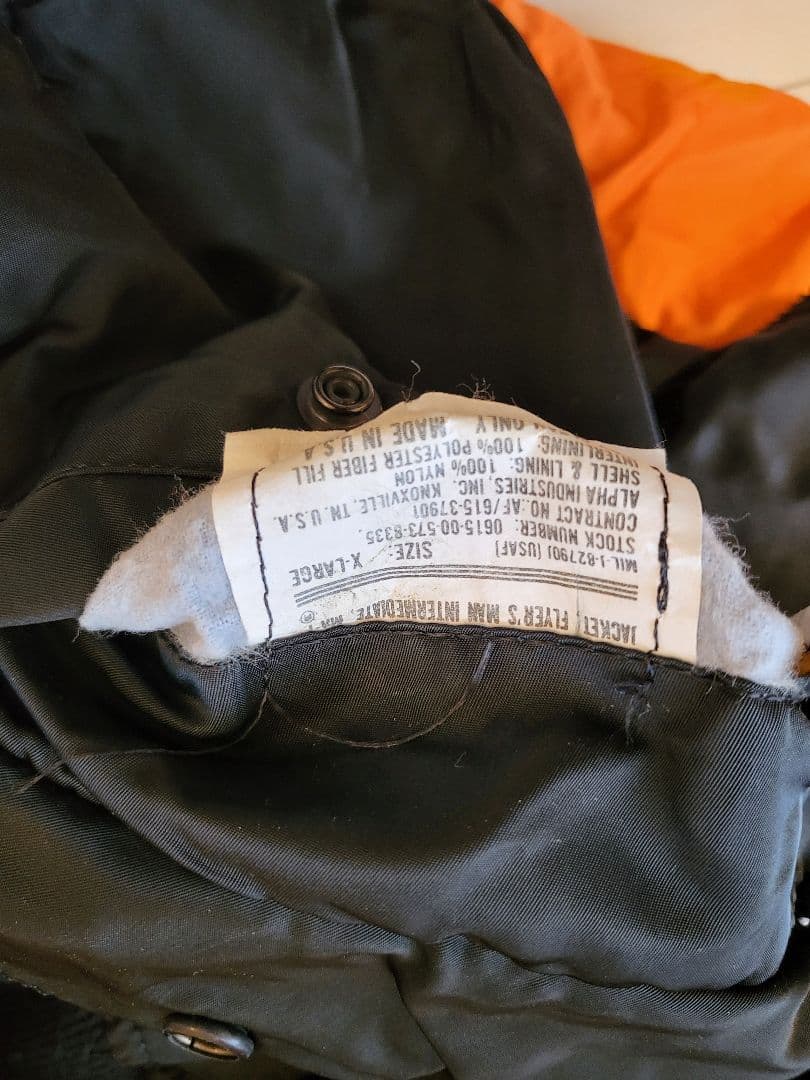 JACKET FLYER'S MAN INTERMEDIATE ®
MIL-J-82790J (USAF) SIZE: X-LARGE
STOCK NUMBER: 0615-00-573-8335.
CONTRACT NO. AF/615-37901
ALPHA INDUSTRIES, INC. KNOXVILLE, TN. U.S.A.
SHELL & LINING: 100% NYLON
INTERLINING: 100% POLYESTER FIBER FILL
ONLY MADE IN U.S.A